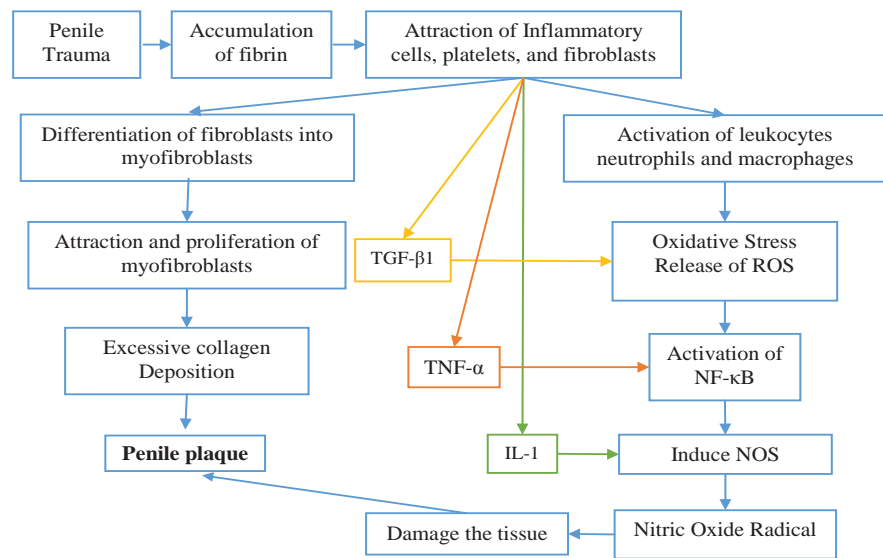 Penile
Trauma
Accumulation
of fibrin
Attraction of Inflammatory
cells, platelets, and fibroblasts
Differentiation of fibroblasts into
myofibroblasts
Activation of leukocytes
neutrophils and macrophages
Attraction and proliferation of
myofibroblasts
TGF-β1
Oxidative Stress
Release of ROS
Excessive collagen
Deposition
TNF-α
Activation of
NF-κB
Penile plaque
IL-1
Induce NOS
Damage the tissue
Nitric Oxide Radical